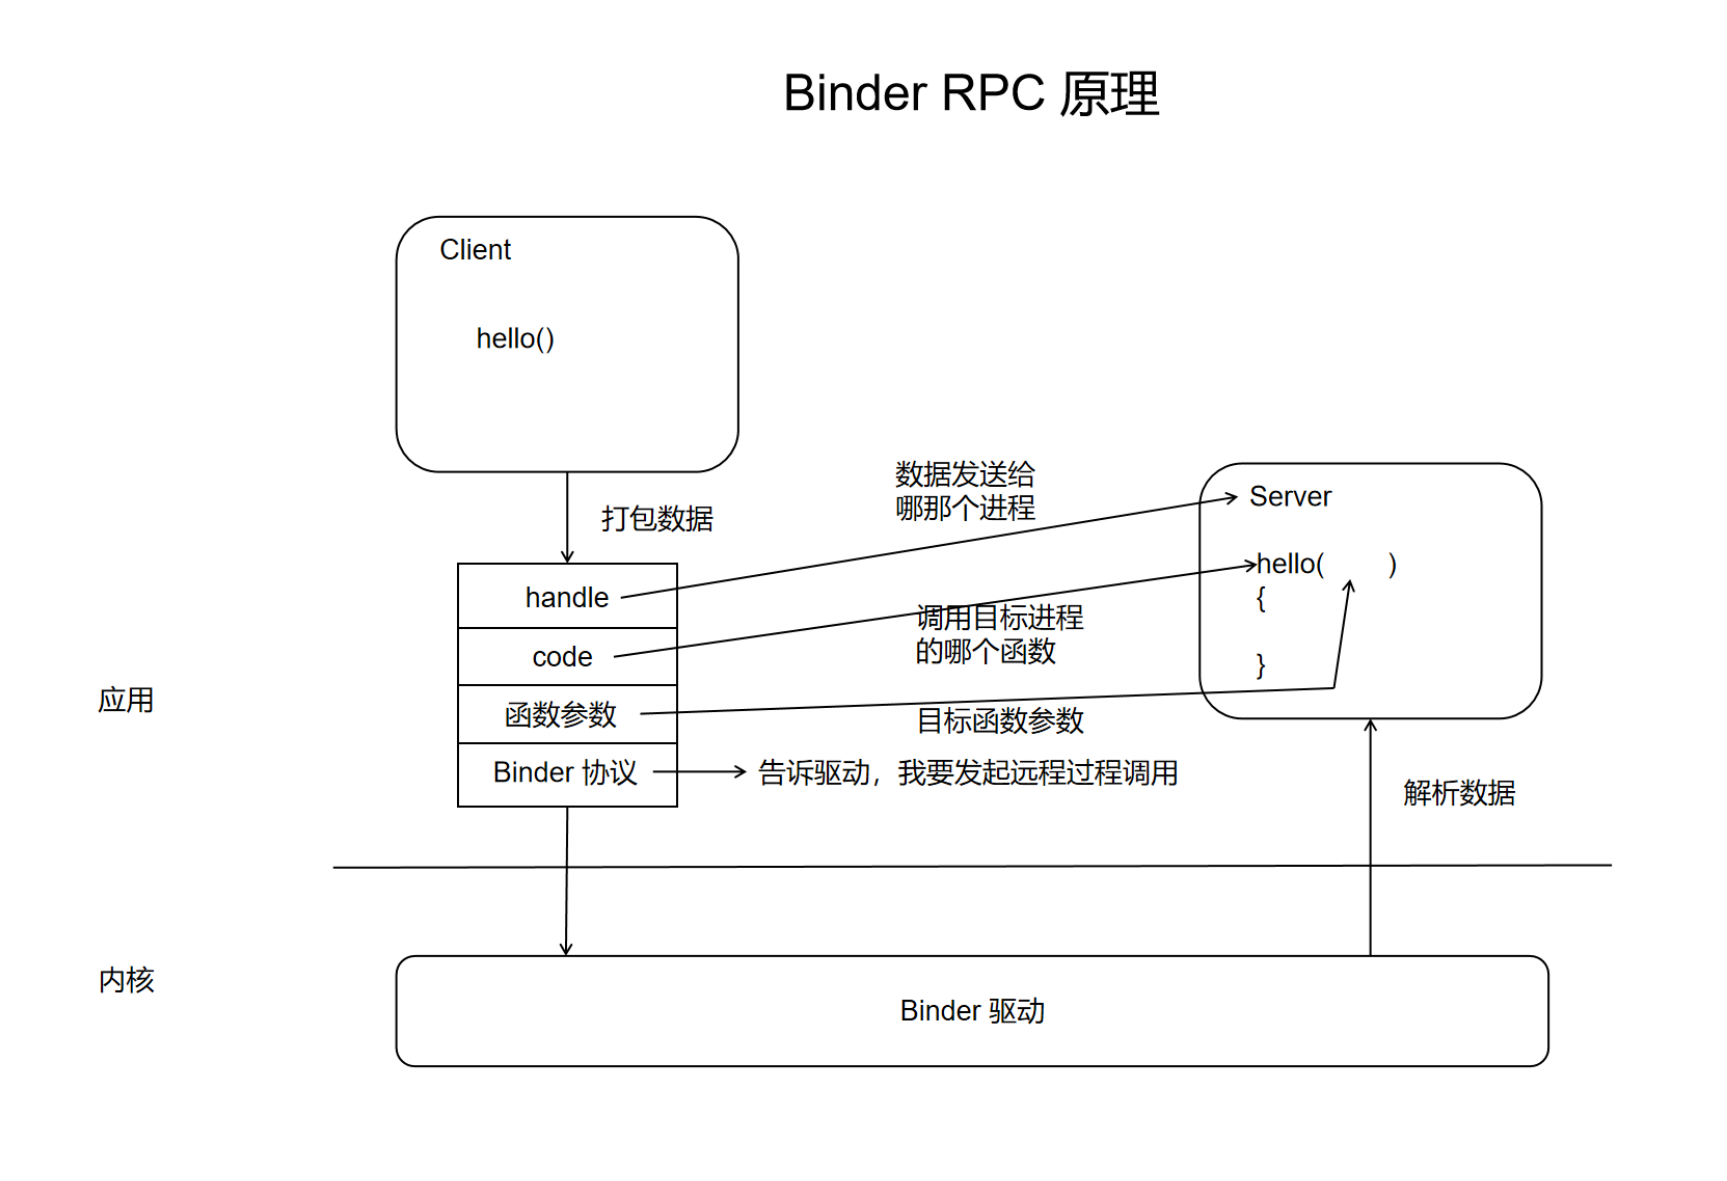 Binder RPC 原理
Client
hello()
打包数据
数据发送给
哪那个进程
Server
hello(        )
{
}
handle
code
函数参数
Binder 协议
调用目标进程
的哪个函数
目标函数参数
告诉驱动，我要发起远程过程调用
解析数据
应用
内核
Binder 驱动